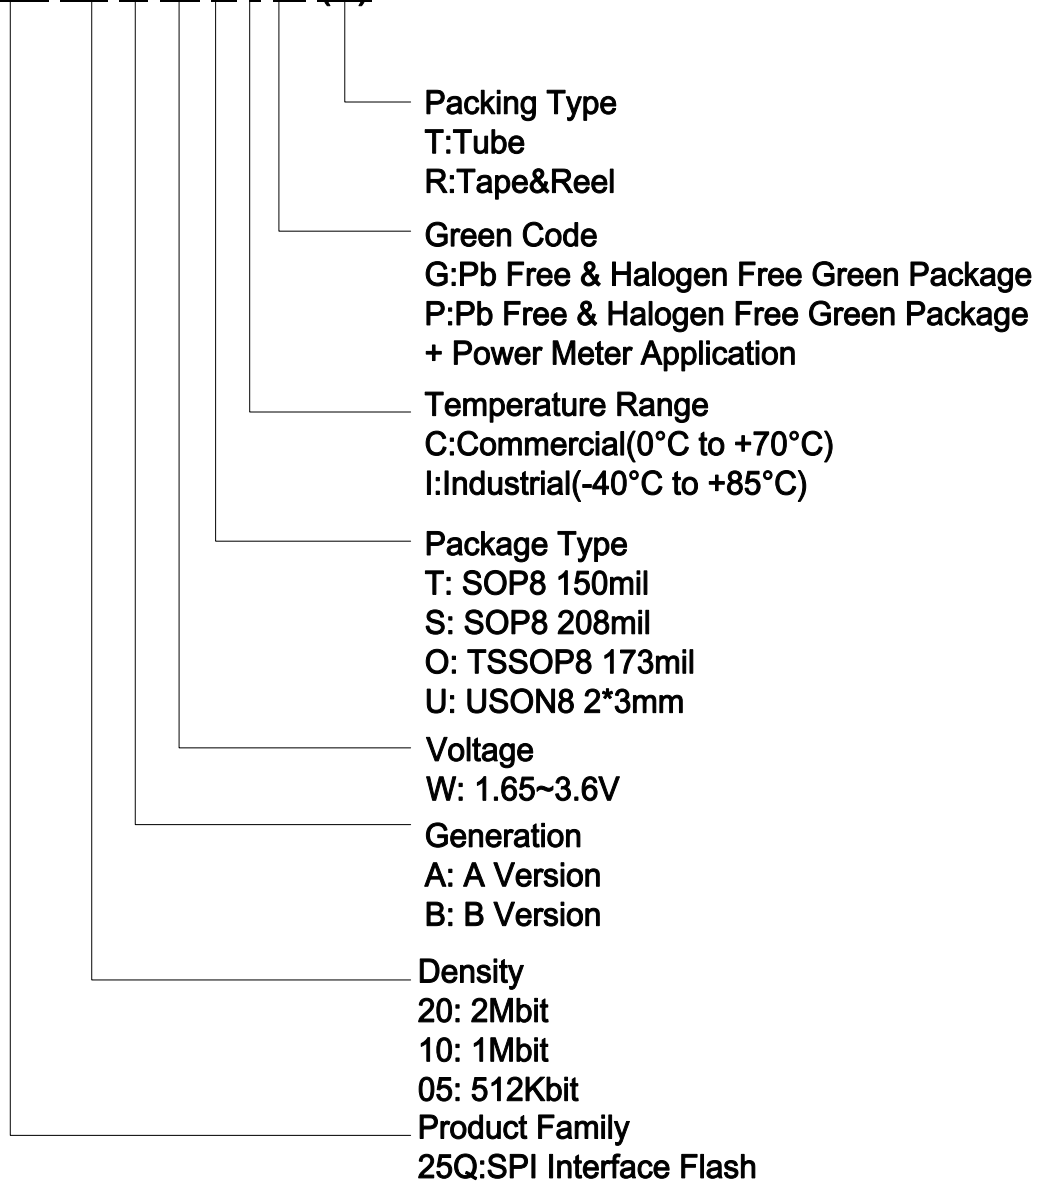 Packing Type
T:Tube
R:Tape&Reel
Green Code
G:Pb Free & Halogen Free Green Package
P:Pb Free & Halogen Free Green Package
+ Power Meter Application
Temperature Range
C:Commercial(0°C to +70°C)
I:Industrial(-40°C to +85°C)
Package Type
T: SOP8 150mil
S: SOP8 208mil
O: TSSOP8 173mil
U: USON8 2*3mm
Voltage
W: 1.65~3.6V
Generation
A: A Version
B: B Version
Density
20: 2Mbit
10: 1Mbit
05: 512Kbit
Product Family
25Q:SPI Interface Flash